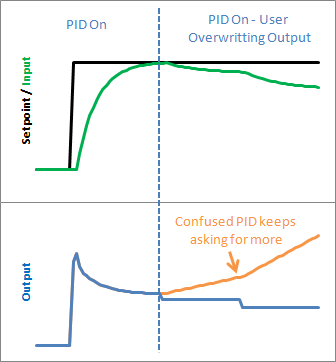 PID On
PID On - User
Overwritting Output
Setpoint / Input
Confused PID keeps
asking for more
Output